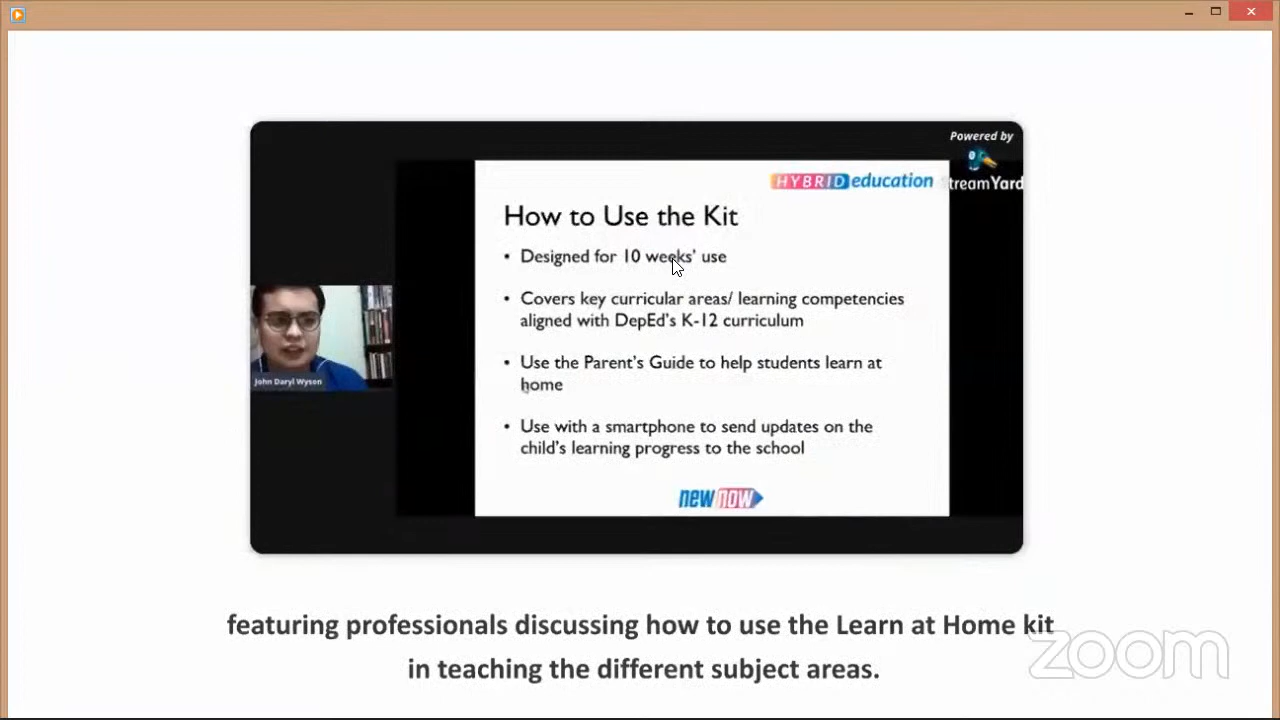 Powered by
StreamYard
HYBRID education
How to Use the Kit
• Designed for 10 weeks' use
• Covers key curricular areas/ learning competencies
aligned with DepEd's K-12 curriculum
• Use the Parent's Guide to help students learn at
home
• Use with a smartphone to send updates on the
child's learning progress to the school
John Daryl Wyson
new now
featuring professionals discussing how to use the Learn at Home kit
in teaching the different subject areas.
zoom